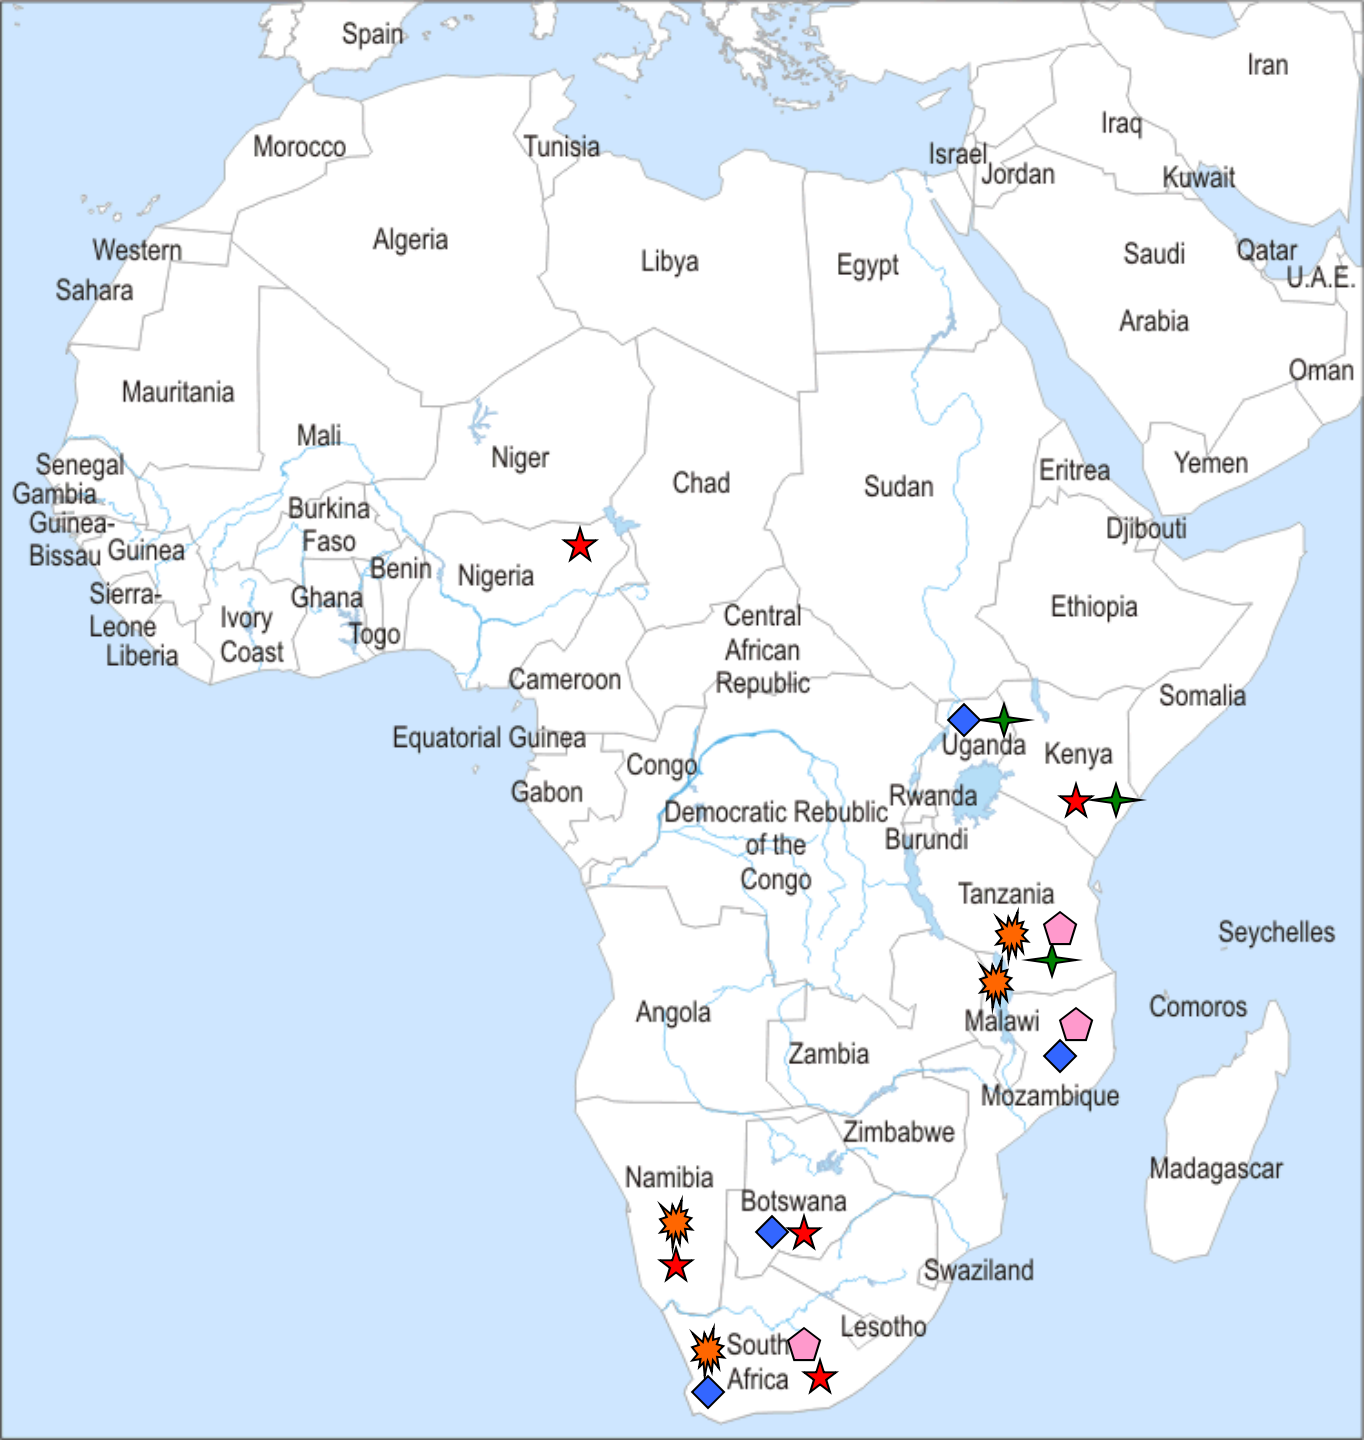 Spain
Iran
Iraq
Morocco
Tunisia
Israel
Jordan
Kuwait
Algeria
Western
Sahara
Libya
Egypt
Saudi
Arabia
Qatar
U.A.E.
Oman
Mauritania
Mali
Niger
Chad
Sudan
Eritrea
Yemen
Senegal
Gambia
Guinea-
Bissau
Guinea
Burkina
Faso
Benin
Nigeria
Djibouti
Ethiopia
Sierra-
Leone
Liberia
Ivory
Coast
Ghana
Togo
Central
African
Republic
Cameroon
Somalia
Equatorial Guinea
Uganda
Kenya
Gabon
Congo
Rwanda
Burundi
Democratic Rebublic
of the
Congo
Tanzania
Seychelles
Comoros
Angola
Malawi
Zambia
Mozambique
Zimbabwe
Madagascar
Namibia
Botswana
Swaziland
Lesotho
South
Africa